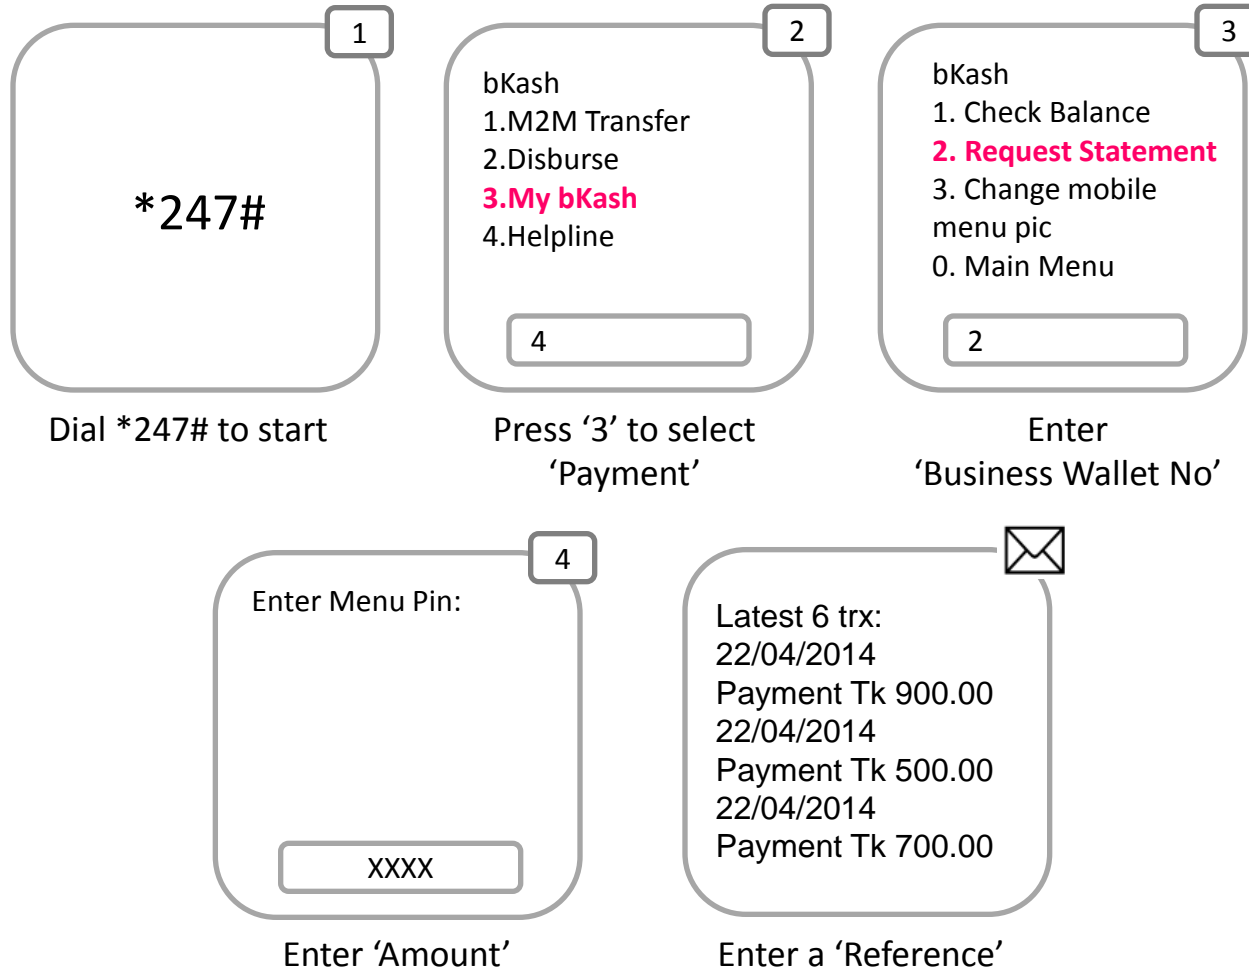 1
*247#
Dial *247# to start
2
bKash
1.M2M Transfer
2.Disburse
3.My bKash
4.Helpline
4
Press ‘3’ to select
‘Payment’
3
bKash
1. Check Balance
2. Request Statement
3. Change mobile
menu pic
0. Main Menu
2
Enter
‘Business Wallet No’
4
Enter Menu Pin:
XXXX
Enter ‘Amount’
Latest 6 trx:
22/04/2014
Payment Tk 900.00
22/04/2014
Payment Tk 500.00
22/04/2014
Payment Tk 700.00
Enter a ‘Reference’